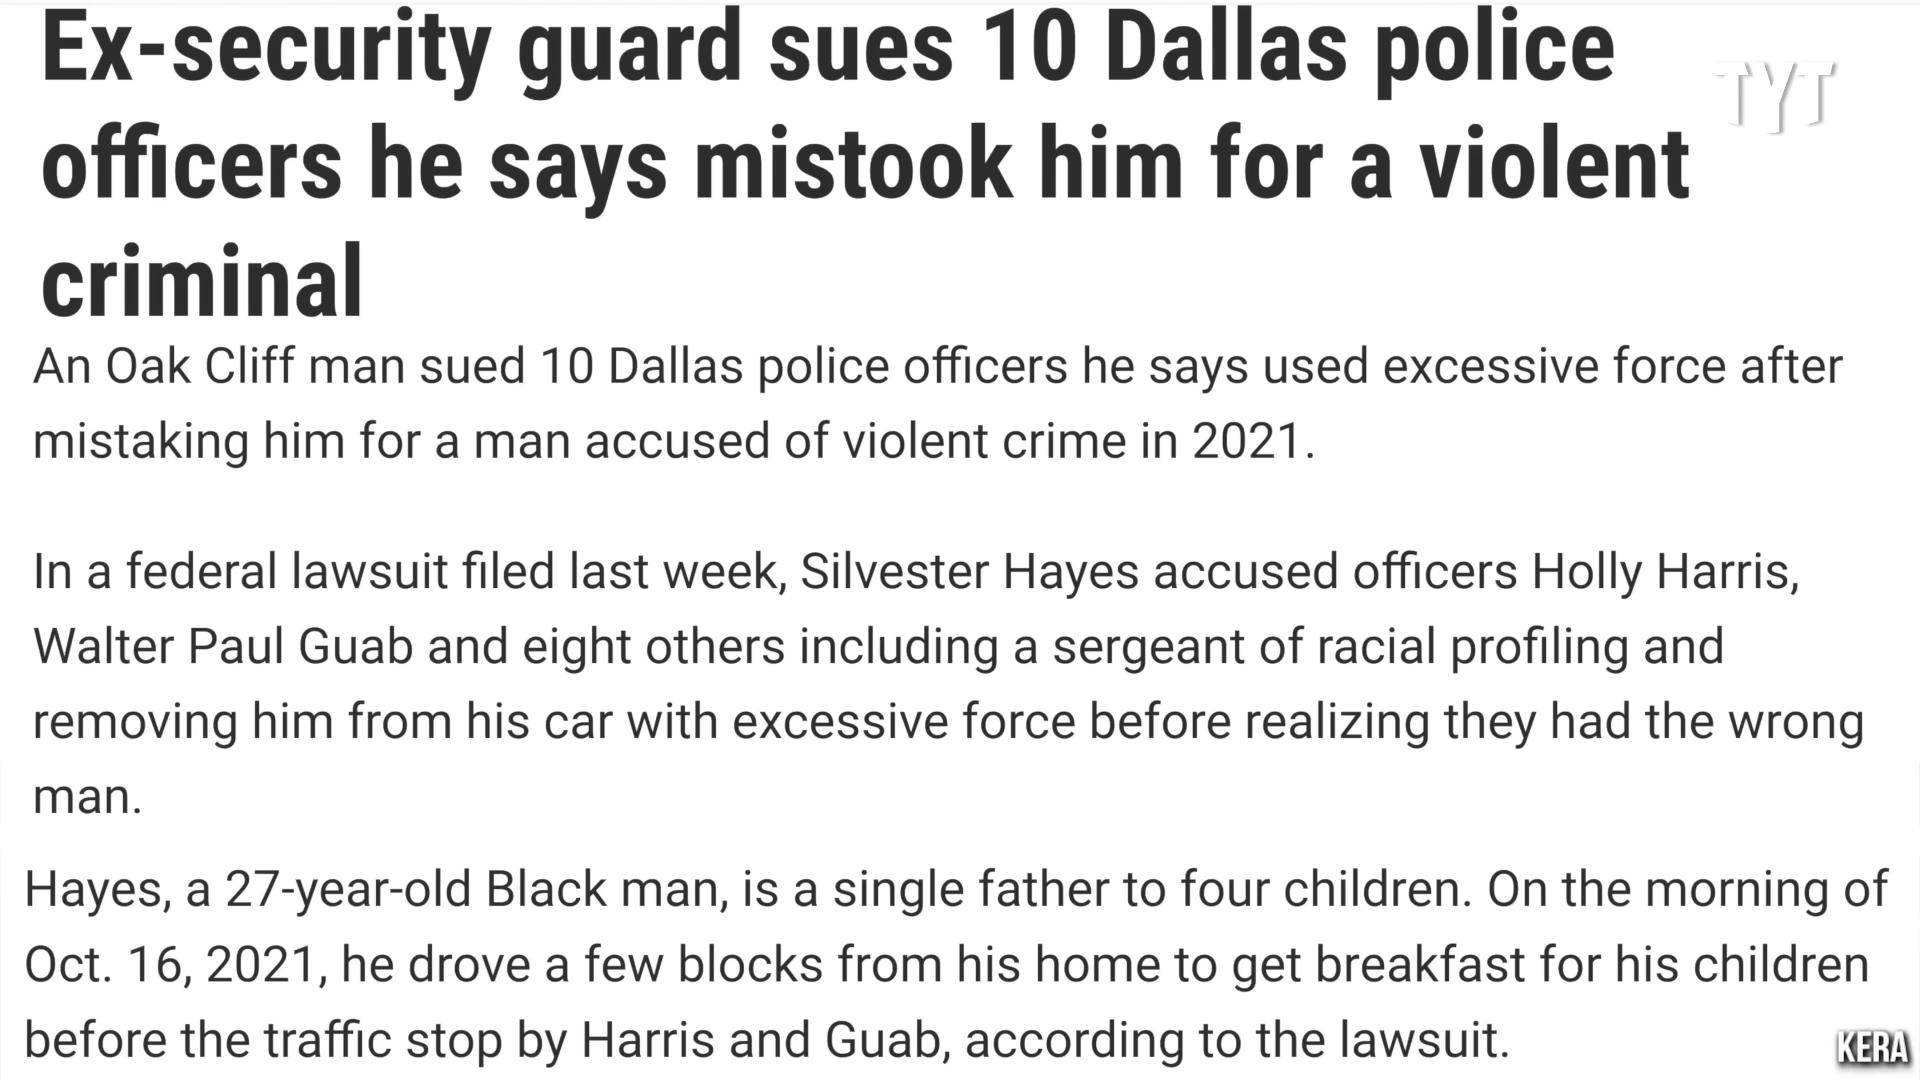 Ex-security guard sues 10 Dallas police
officers he says mistook him for a violent
criminal
TYT
An Oak Cliff man sued 10 Dallas police officers he says used excessive force after
mistaking him for a man accused of violent crime in 2021.
In a federal lawsuit filed last week, Silvester Hayes accused officers Holly Harris,
Walter Paul Guab and eight others including a sergeant of racial profiling and
removing him from his car with excessive force before realizing they had the wrong
man.
Hayes, a 27-year-old Black man, is a single father to four children. On the morning of
Oct. 16, 2021, he drove a few blocks from his home to get breakfast for his children
before the traffic stop by Harris and Guab, according to the lawsuit.
KERA